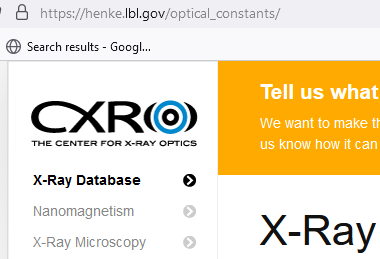 https://henke.lbl.gov/optical_constants/
Search results - Googl...
CXRO
THE CENTER FOR X-RAY OPTICS
X-Ray Database
Nanomagnetism
X-Ray Microscopy
Tell us what
We want to make th
us know how it can
X-Ray